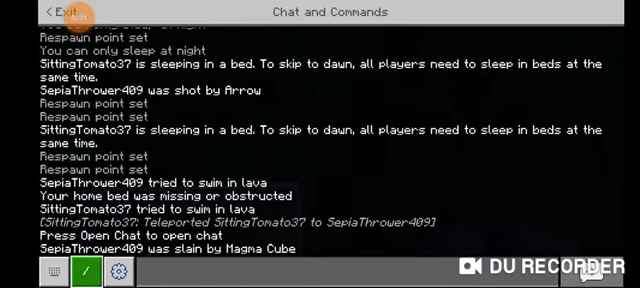 < Exit
Chat and Commands
Respawn point set
You can only sleep at night
SittingTomato37 is sleeping in a bed. To skip to dawn, all players need to sleep in beds at the
same time.
SepiaThrower409 was shot by Arrow
Respawn point set
Respawn point set
SittingTomato37 is sleeping in a bed. To skip to dawn, all players need to sleep in beds at the
same time.
Respawn point set
Respawn point set
SepiaThrower409 tried to swim in lava
Your home bed was missing or obstructed
SittingTomato37 tried to swim in lava
[SittingTomato37: Teleported SittingTomato37 to SepiaThrower409]
Press Open Chat to open chat
SepiaThrower409 was slain by Magma Cube
/
DU RECORDER